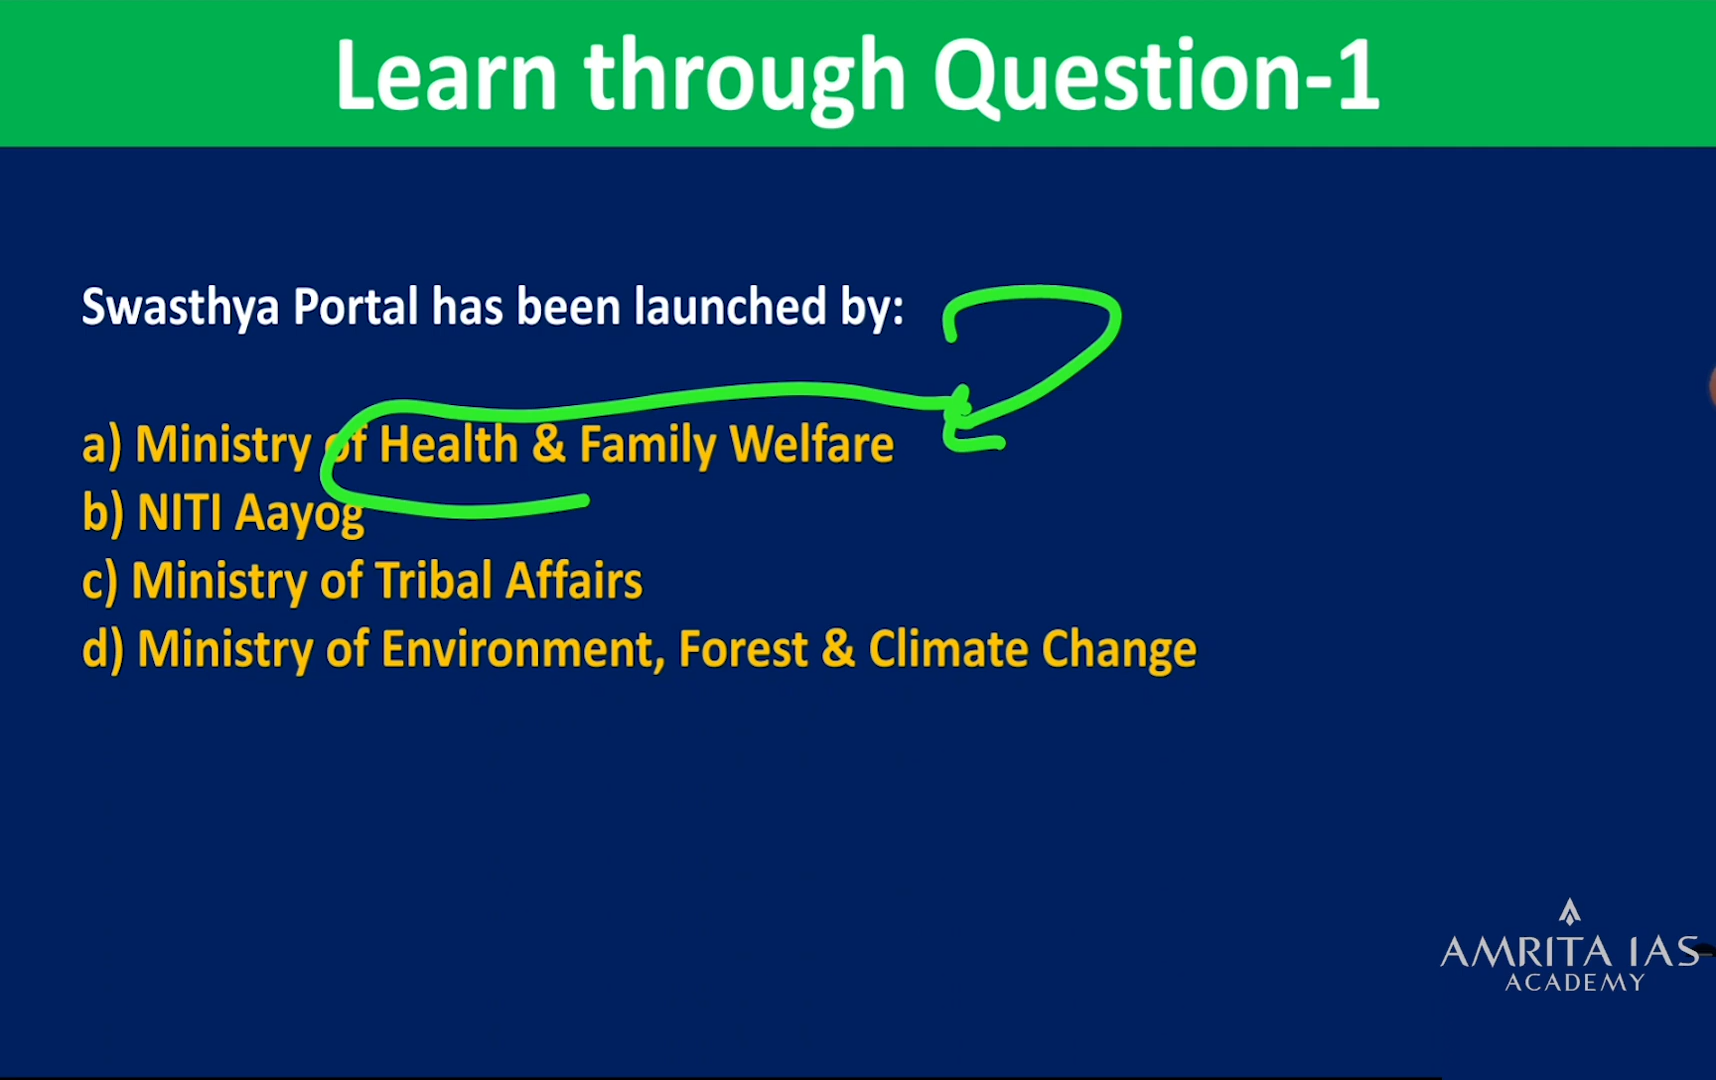 Learn through Question-1
Swasthya Portal has been launched by:
a) Ministry of Health & Family Welfare
b) NITI Aayog
c) Ministry of Tribal Affairs
d) Ministry of Environment, Forest & Climate Change
AMRITA IAS
ACADEMY